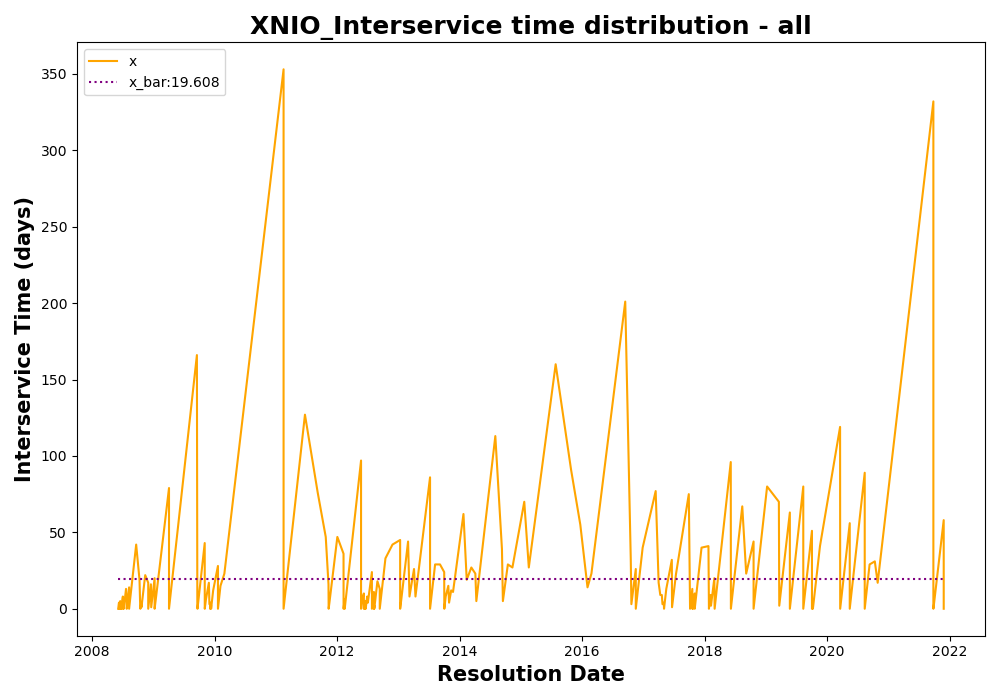 XNIO_Interservice time distribution - all
x
x_bar:19.608
Interservice Time (days)
350
300
250
200
150
100
50
0
2008 2010 2012 2014 2016 2018 2020 2022
Resolution Date